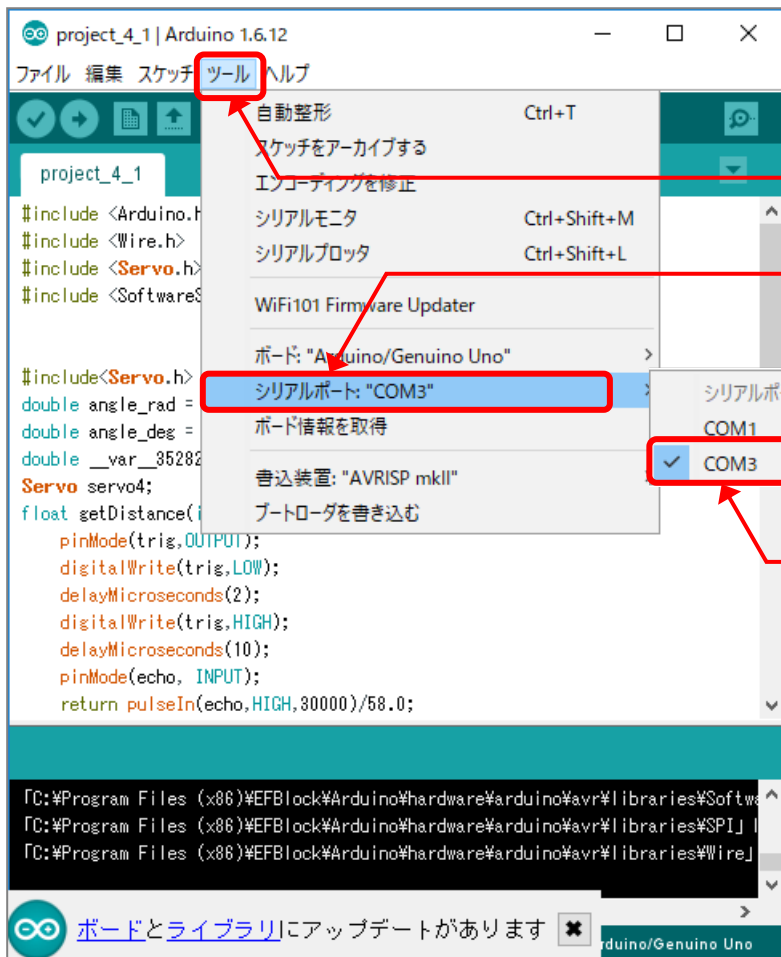 project_4_1 | Arduino 1.6.12
ファイル 編集 スケッチ ツール ヘルプ
自動整形 Ctrl+T
スケッチをアーカイブする
エンコーディングを修正
シリアルモニタ Ctrl+Shift+M
シリアルプロッタ Ctrl+Shift+L
WiFi101 Firmware Updater
ボード: "Arduino/Genuino Uno"
シリアルポート: "COM3"
ボード情報を取得
書込装置: "AVRISP mkII"
ブートローダを書き込む
シリアルポ
COM1
COM3
project_4_1
#include <Arduino.h
#include <Wire.h>
#include <Servo.h>
#include <SoftwareS
#include<Servo.h>
double angle_rad =
double angle_deg =
double __var__35282
Servo servo4;
float getDistance(i
pinMode(trig,OUTPUT);
digitalWrite(trig,LOW);
delayMicroseconds(2);
digitalWrite(trig,HIGH);
delayMicroseconds(10);
pinMode(echo, INPUT);
return pulseIn(echo,HIGH,30000)/58.0;
「C:¥Program Files (x86)¥EFBlock¥Arduino¥hardware¥arduino¥avr¥libraries¥Softwa
「C:¥Program Files (x86)¥EFBlock¥Arduino¥hardware¥arduino¥avr¥libraries¥SPI」
「C:¥Program Files (x86)¥EFBlock¥Arduino¥hardware¥arduino¥avr¥libraries¥Wire」
ボードとライブラリにアップデートがあります
rduino/Genuino Uno